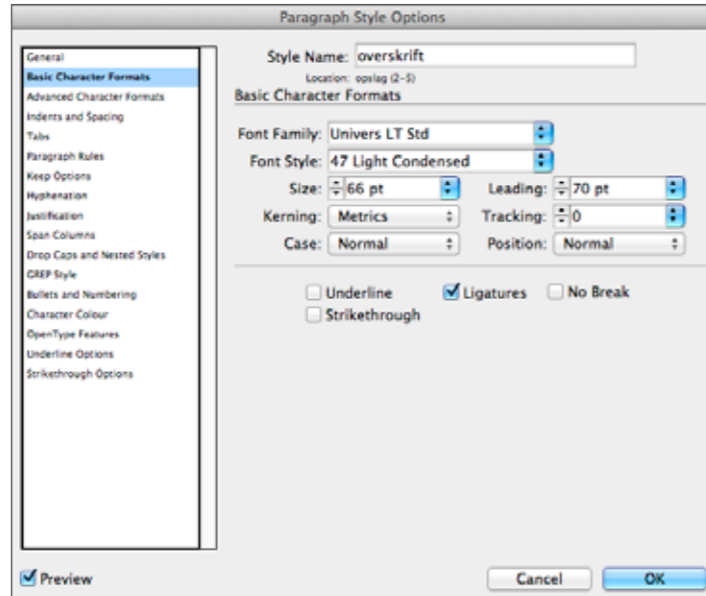 Paragraph Style Options
General
Basic Character Formats
Advanced Character Formats
Indents and Spacing
Tabs
Paragraph Rules
Keep Options
Hyphenation
Justification
Span Columns
Drop Caps and Nested Styles
GREP Style
Bullets and Numbering
Character Colour
OpenType Features
Underline Options
Strikethrough Options
Style Name: overskrift
Location: opslag (2-5)
Basic Character Formats
Font Family: Univers LT Std
Font Style: 47 Light Condensed
Size: 66 pt Leading: 70 pt
Kerning: Metrics Tracking: 0
Case: Normal Position: Normal
Underline Ligatures No Break
Strikethrough
Preview Cancel OK